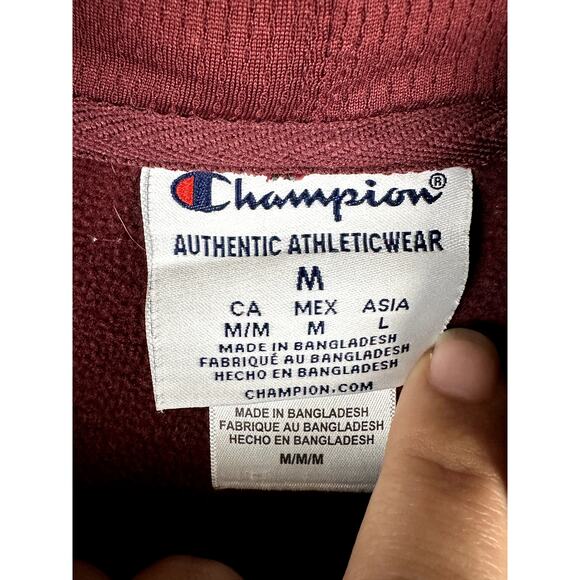 Champion®
AUTHENTIC ATHLETICWEAR
M
CA MEX ASIA
M/M M L
MADE IN BANGLADESH
FABRIQUÉ AU BANGLADESH
HECHO EN BANGLADESH
CHAMPION.COM
MADE IN BANGLADESH
FABRIQUE AU BANGLADESH
HECHO EN BANGLADESH
M/M/M